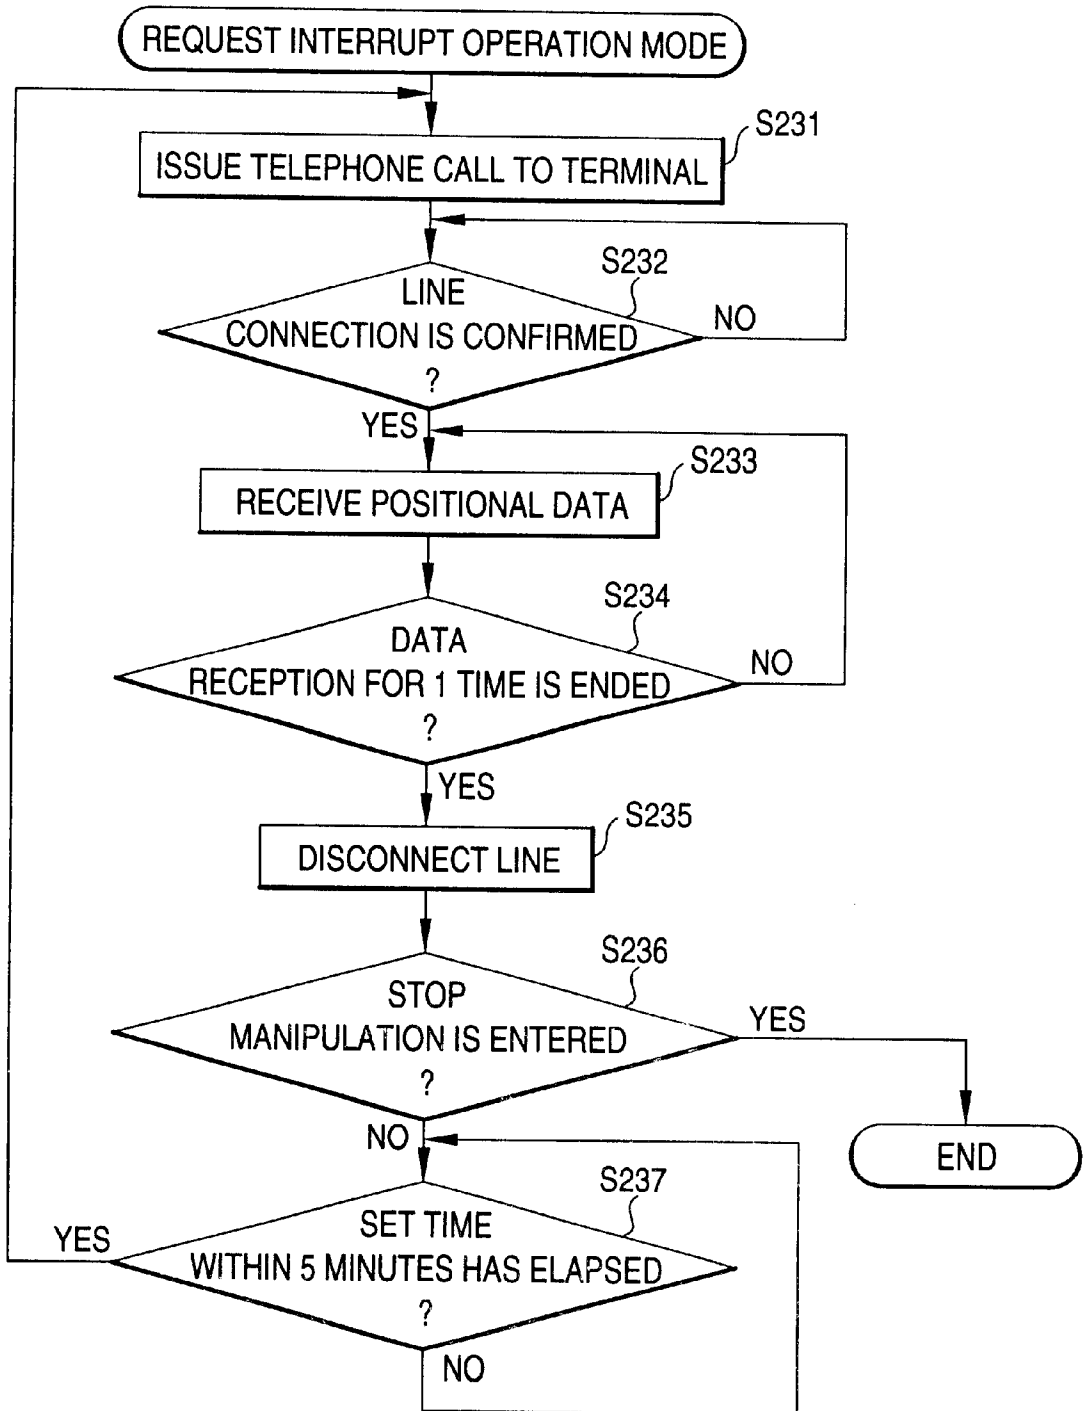 REQUEST INTERRUPT OPERATION MODE
S231
ISSUE TELEPHONE CALL TO TERMINAL
S232
LINE
CONNECTION IS CONFIRMED
?
NO
YES
S233
RECEIVE POSITIONAL DATA
S234
DATA
RECEPTION FOR 1 TIME IS ENDED
?
NO
YES
S235
DISCONNECT LINE
S236
STOP
MANIPULATION IS ENTERED
?
YES
NO
END
S237
SET TIME
WITHIN 5 MINUTES HAS ELAPSED
?
YES
NO